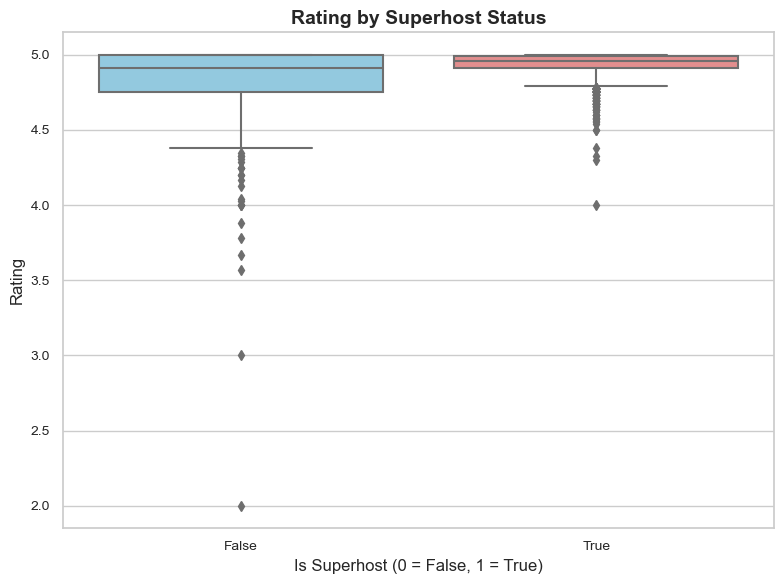 Rating by Superhost Status
Rating
5.0
4.5
4.0
3.5
3.0
2.5
2.0
False
True
Is Superhost (0 = False, 1 = True)